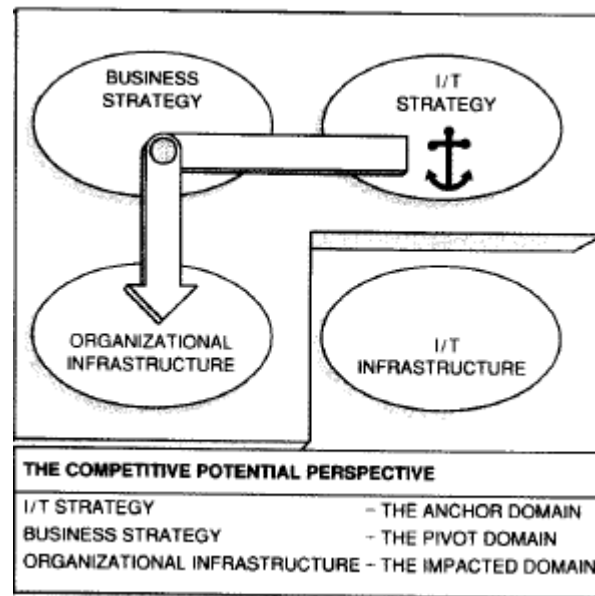 BUSINESS
STRATEGY
I/T
STRATEGY
ORGANIZATIONAL
INFRASTRUCTURE
I/T
INFRASTRUCTURE
THE COMPETITIVE POTENTIAL PERSPECTIVE
I/T STRATEGY – THE ANCHOR DOMAIN
BUSINESS STRATEGY – THE PIVOT DOMAIN
ORGANIZATIONAL INFRASTRUCTURE – THE IMPACTED DOMAIN